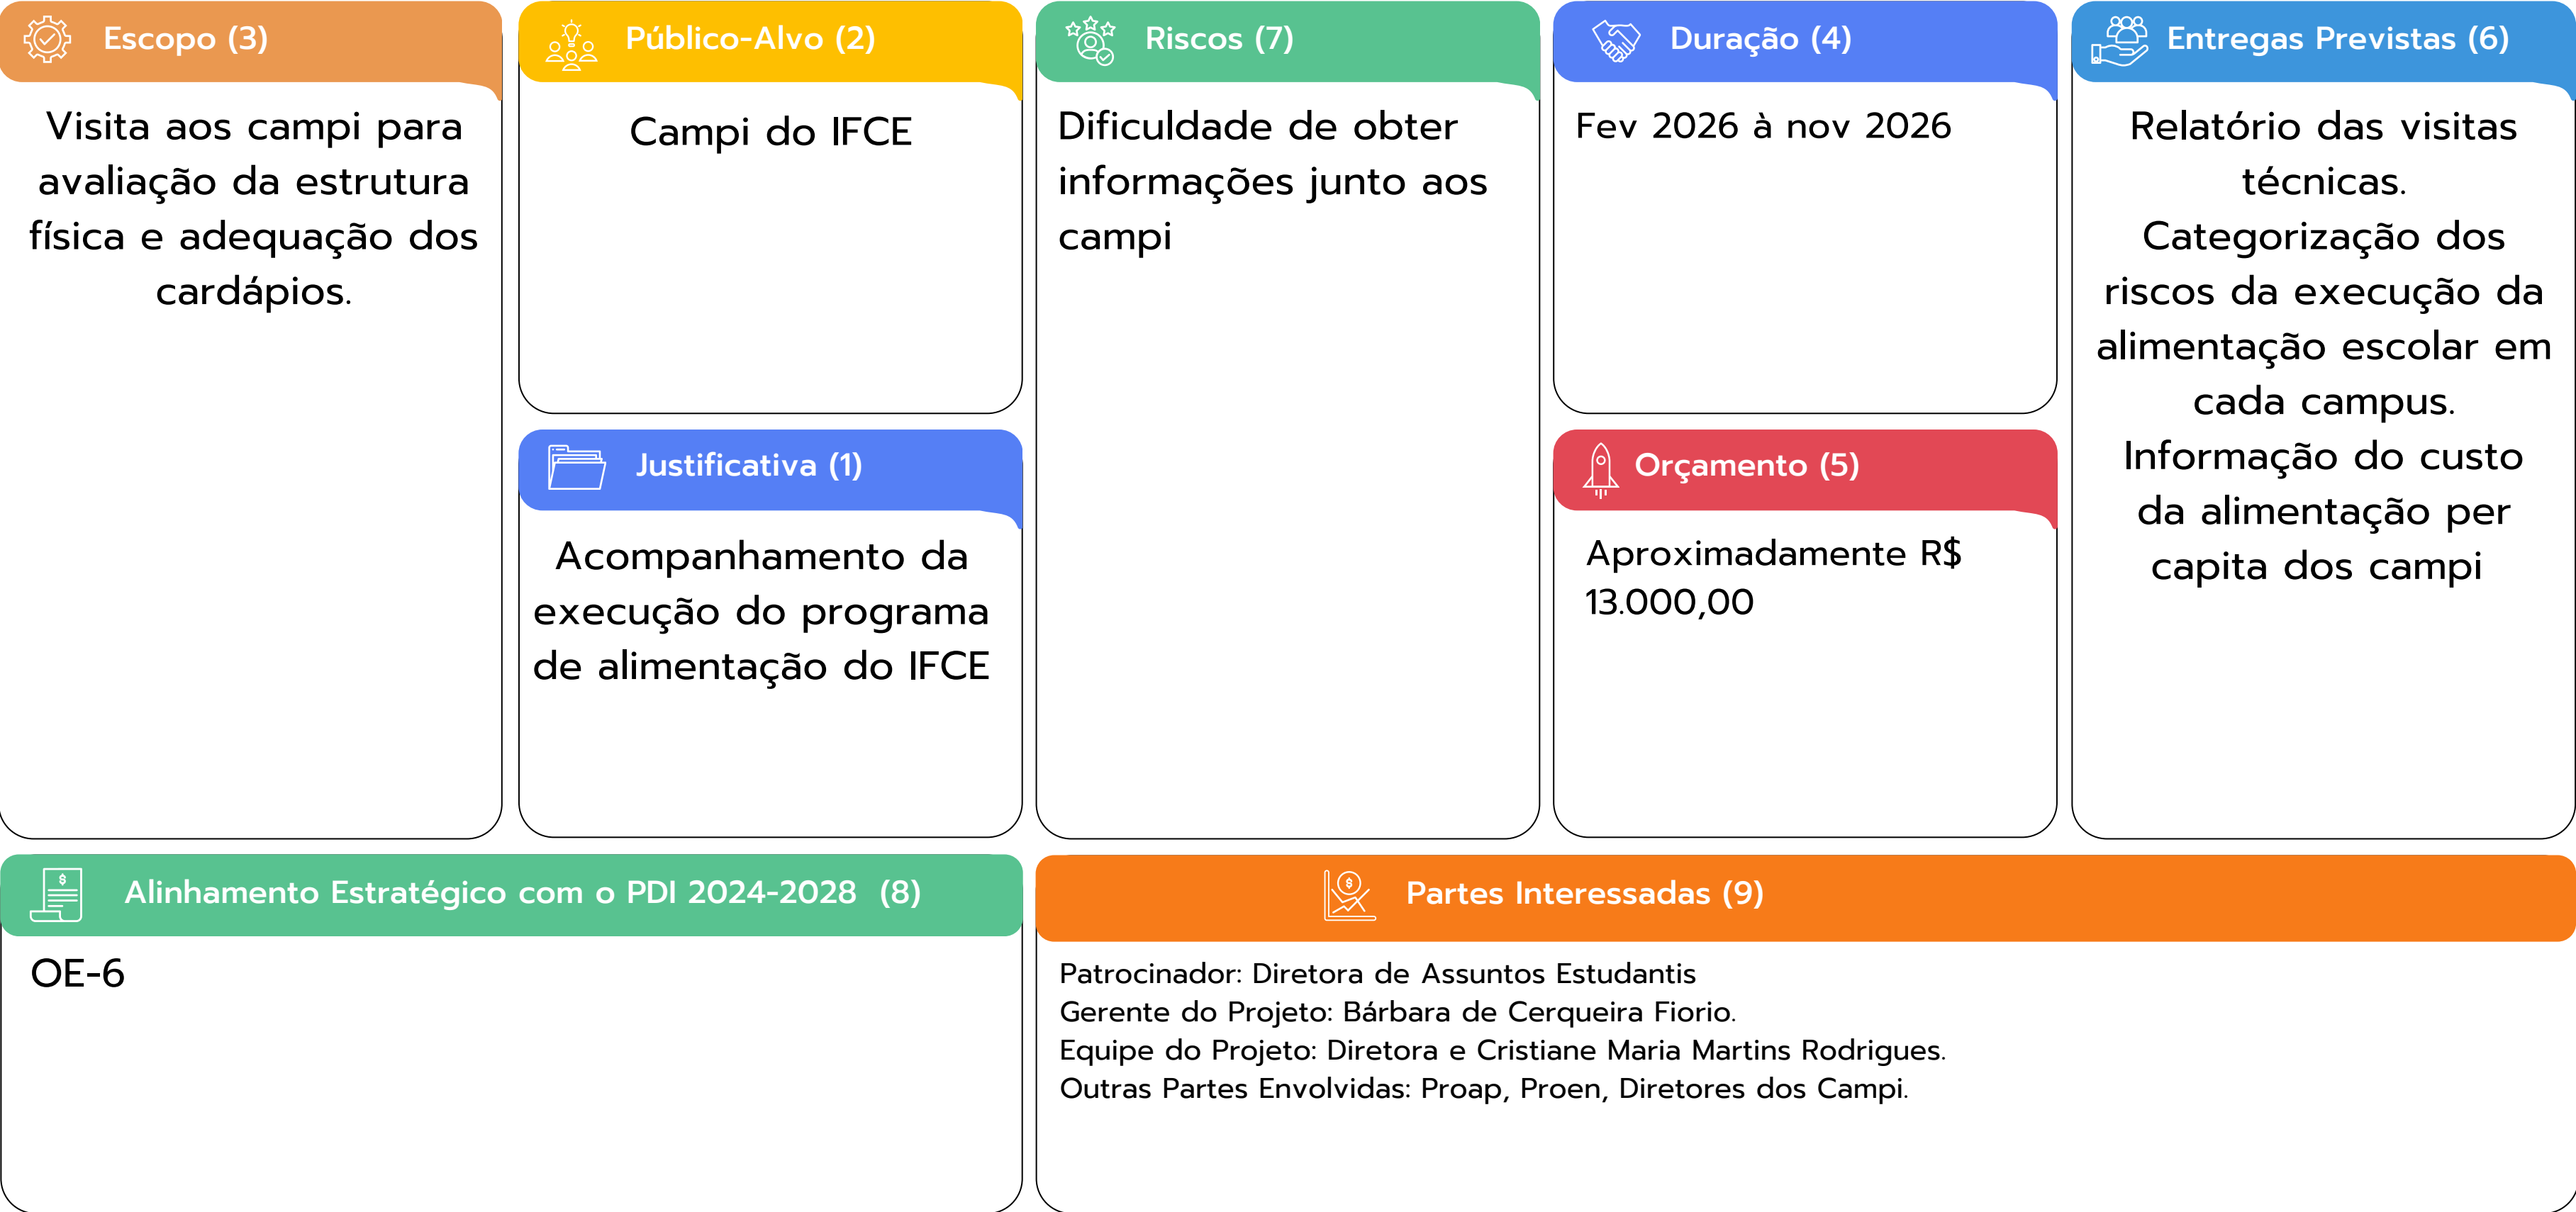 Escopo (3)
Visita aos campi para
avaliação da estrutura
física e adequação dos
cardápios.
Público-Alvo (2)
Campi do IFCE
Justificativa (1)
Acompanhamento da
execução do programa
de alimentação do IFCE
Riscos (7)
Dificuldade de obter
informações junto aos
campi
Duração (4)
Fev 2026 à nov 2026
Orçamento (5)
Aproximadamente R$
13.000,00
Entregas Previstas (6)
Relatório das visitas
técnicas.
Categorização dos
riscos da execução da
alimentação escolar em
cada campus.
Informação do custo
da alimentação per
capita dos campi
Alinhamento Estratégico com o PDI 2024-2028 (8)
OE-6
Partes Interessadas (9)
Patrocinador: Diretora de Assuntos Estudantis
Gerente do Projeto: Bárbara de Cerqueira Fiorio.
Equipe do Projeto: Diretora e Cristiane Maria Martins Rodrigues.
Outras Partes Envolvidas: Proap, Proen, Diretores dos Campi.